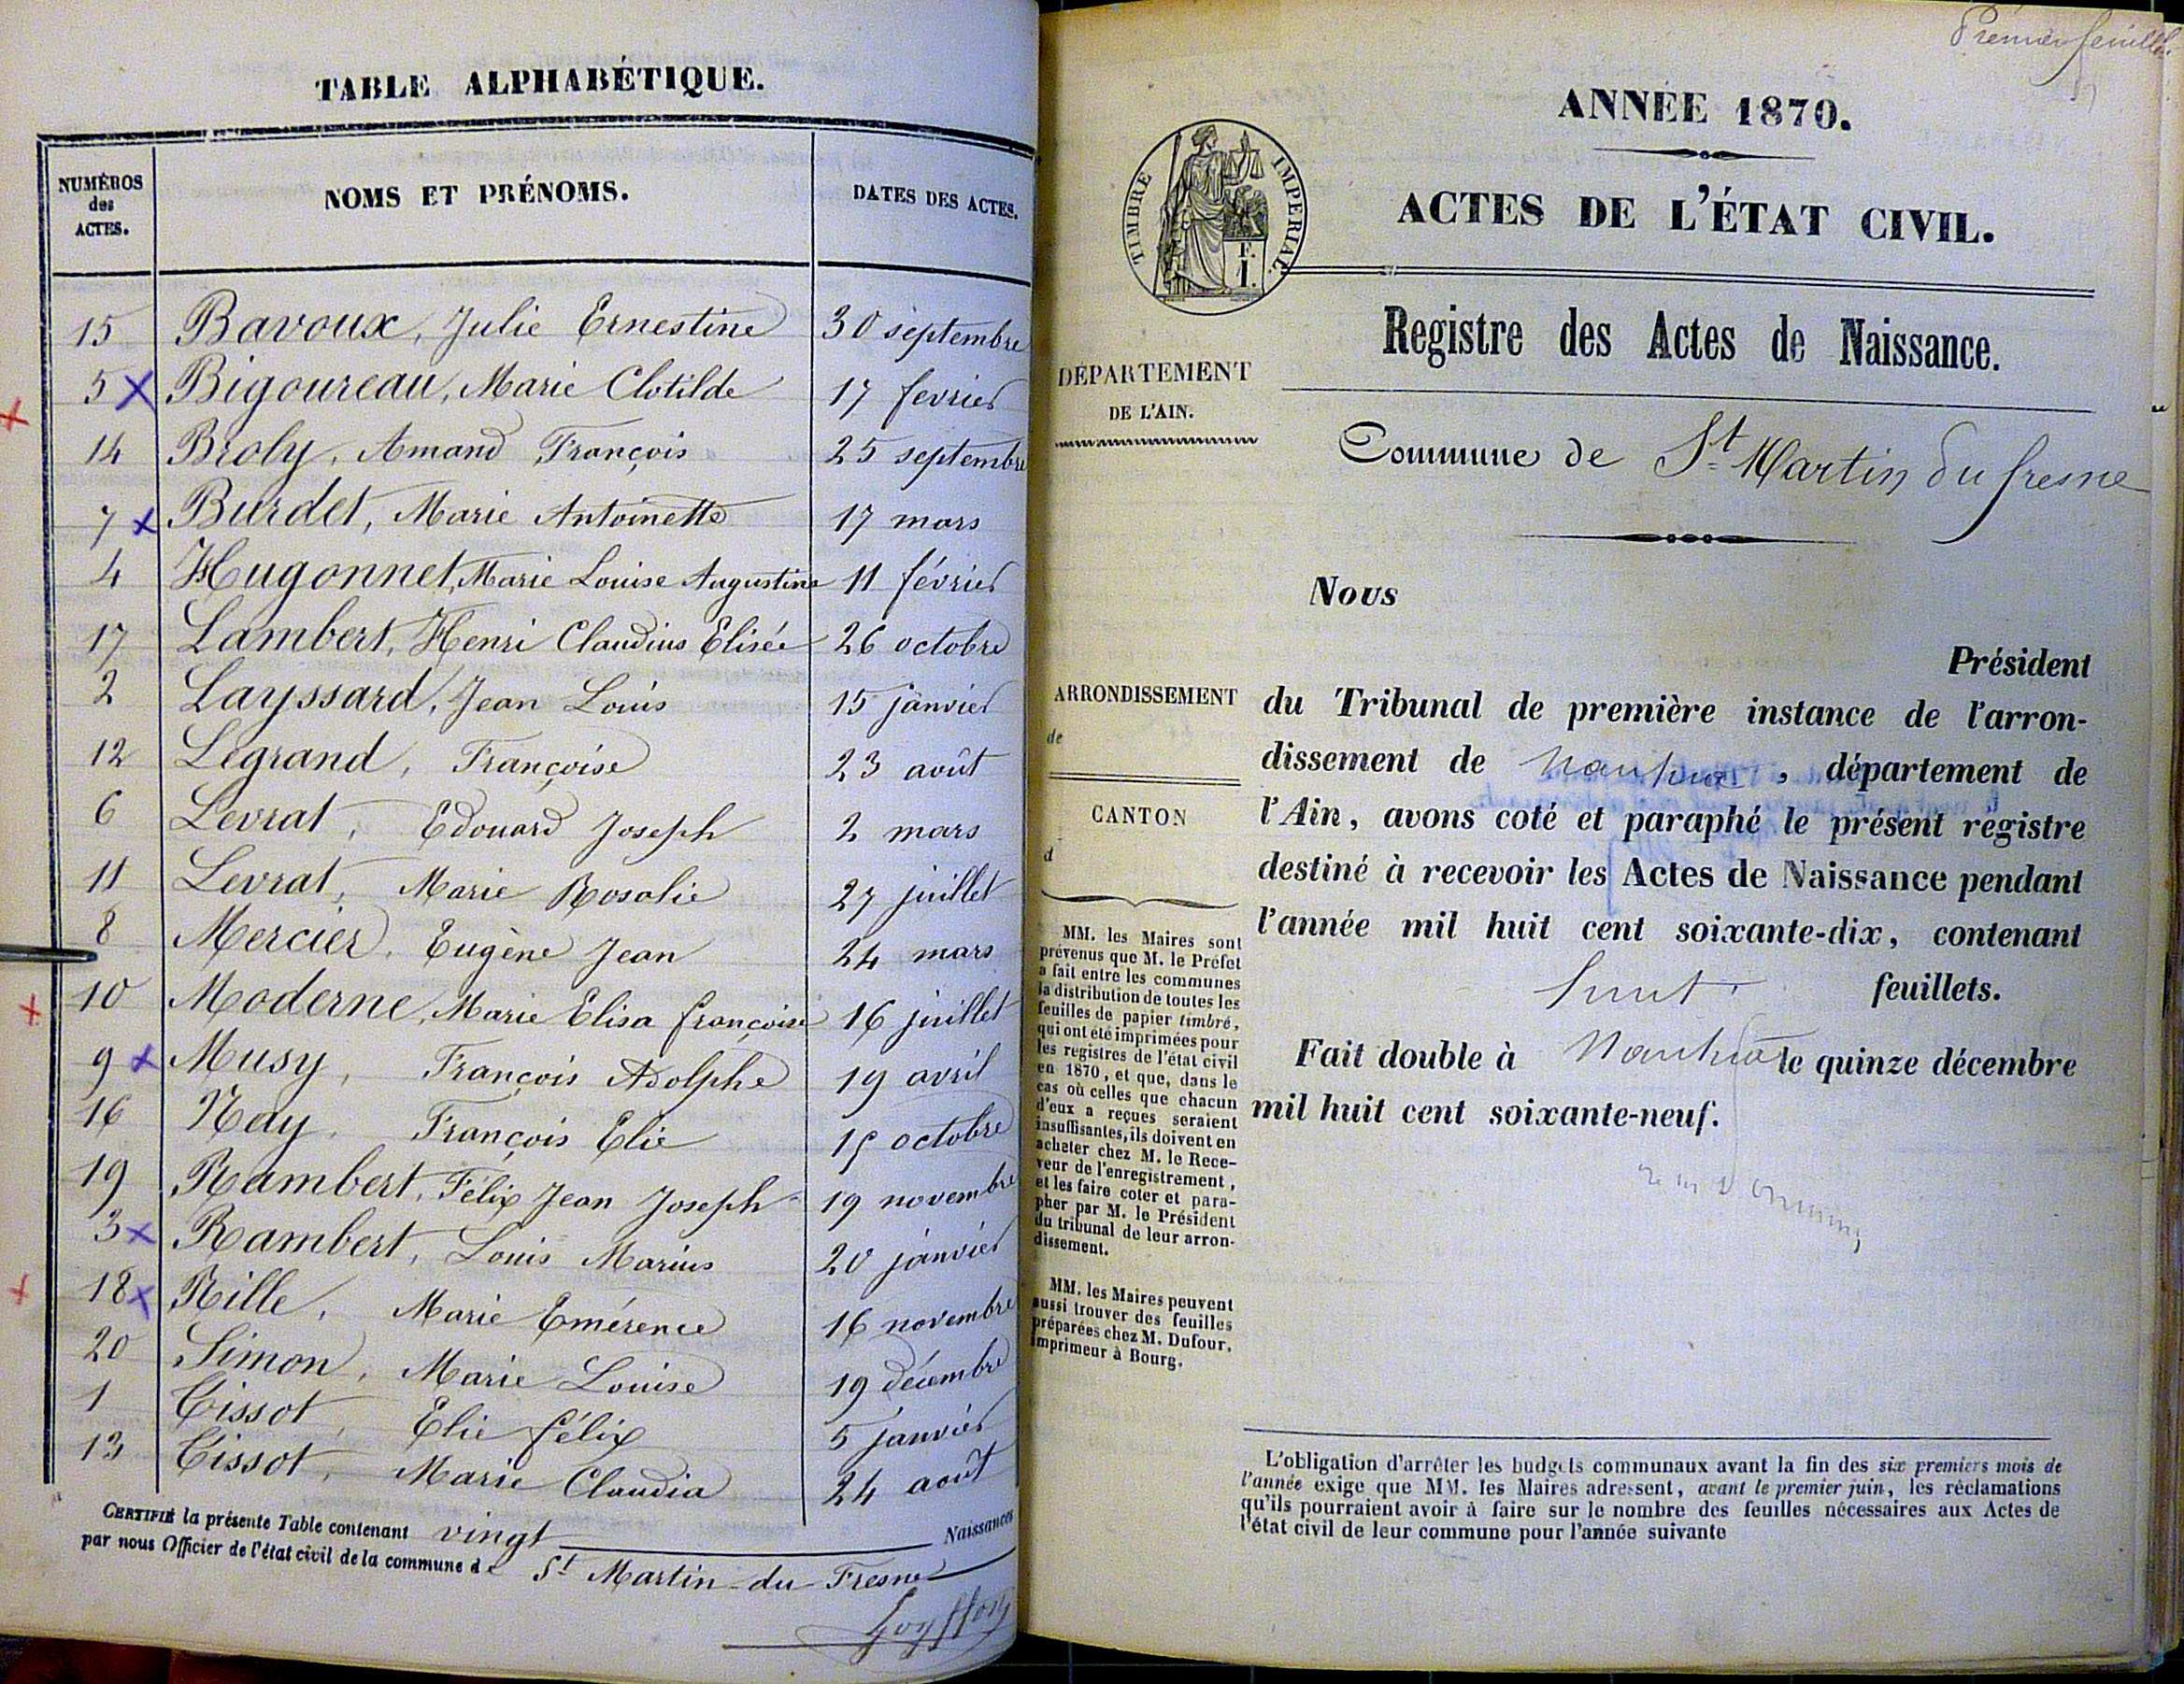 TABLE ALPHABÉTIQUE.
NUMÉROS
des
ACTES.
NOMS ET PRÉNOMS.
DATES DES ACTES.
15 Bavoux, Julie Ernestine 30 septembre
5 X Bigoureau, Marie Clotilde 17 fevrier
14 Broly, Amand François 25 septembre
7 x Burdet, Marie Antoinette 17 mars
4 Hugonnet, Marie Louise Augustine 11 février
17 Lambert, Henri Claudius Elisée 26 octobre
2 Layssard, Jean Louis 15 janvier
12 Legrand, Françoise 23 août
6 Levrat, Edouard Joseph 2 mars
11 Levrat, Marie Rosalie 27 juillet
8 Mercier, Eugène Jean 24 mars
10 Moderne, Marie Elisa françoise 16 juillet
9 x Musy, François Adolphe 19 avril
16 Nay, François Elie 15 octobre
19 Rambert, Félix Jean Joseph 19 novembre
3 x Rambert, Louis Marius 20 janvier
18 x Rille, Marie Emérence 16 novembre
20 Simon, Marie Louise 19 décembre
1 Tissot, Elie félix 5 janvier
13 Tissot, Marie Claudia 24 août
CERTIFIÉ la présente Table contenant vingt Naissances
par nous Officier de l'état civil de la commune de St Martin-du-Fresne
Premier feuillet
ANNÉE 1870.
TIMBRE IMPERIAL.
F.
1.
ACTES DE L'ÉTAT CIVIL.
Registre des Actes de Naissance.
DÉPARTEMENT
DE L'AIN.
Commune de St Martin du fresne
Nous
Président
ARRONDISSEMENT
de
CANTON
d
du Tribunal de première instance de l'arron-
dissement de Nantua, département de
l'Ain, avons coté et paraphé le présent registre
destiné à recevoir les Actes de Naissance pendant
l'année mil huit cent soixante-dix, contenant
feuillets.
Fait double à Nantua le quinze décembre
mil huit cent soixante-neuf.
MM. les Maires sont
prévenus que M. le Préfet
a fait entre les communes
la distribution de toutes les
feuilles de papier timbré,
qui ont été imprimées pour
les registres de l'état civil
en 1870, et que, dans le
cas où celles que chacun
d'eux a reçues seraient
insuffisantes, ils doivent en
acheter chez M. le Rece-
veur de l'enregistrement,
et les faire coter et para-
pher par M. le Président
du tribunal de leur arron-
dissement.
MM. les Maires peuvent
aussi trouver des feuilles
préparées chez M. Dufour,
imprimeur à Bourg.
L'obligation d'arrêter les budgets communaux avant la fin des six premiers mois de
l'année exige que MM. les Maires adressent, avant le premier juin, les réclamations
qu'ils pourraient avoir à faire sur le nombre des feuilles nécessaires aux Actes de
l'état civil de leur commune pour l'année suivante